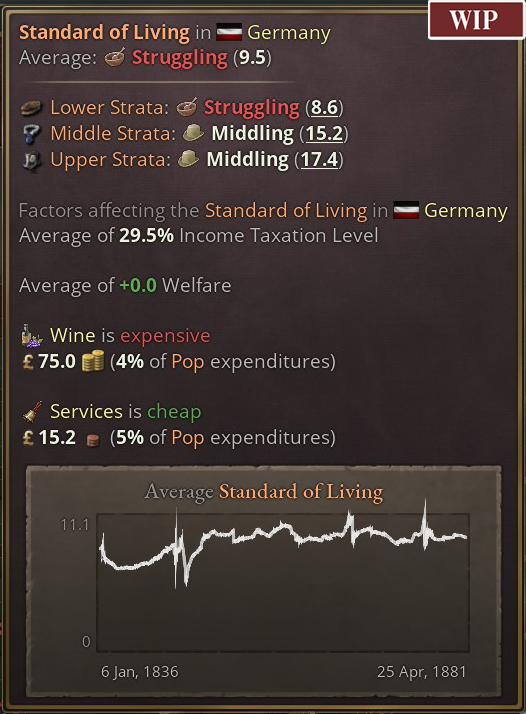 WIP
Standard of Living in Germany
Average: Struggling (9.5)
Lower Strata: Struggling (8.6)
Middle Strata: Middling (15.2)
Upper Strata: Middling (17.4)
Factors affecting the Standard of Living in Germany
Average of 29.5% Income Taxation Level
Average of +0.0 Welfare
Wine is expensive
£ 75.0 (4% of Pop expenditures)
Services is cheap
£ 15.2 (5% of Pop expenditures)
Average Standard of Living
11.1
0
6 Jan, 1836 25 Apr, 1881